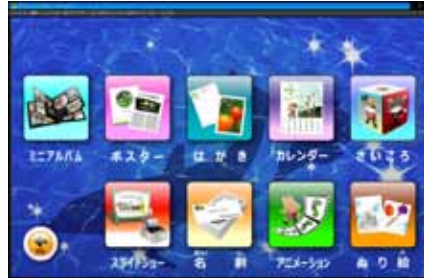 ミニアルバム ポスター はがき カレンダー さいころ
スライドショー 名刺 アニメーション ぬり絵